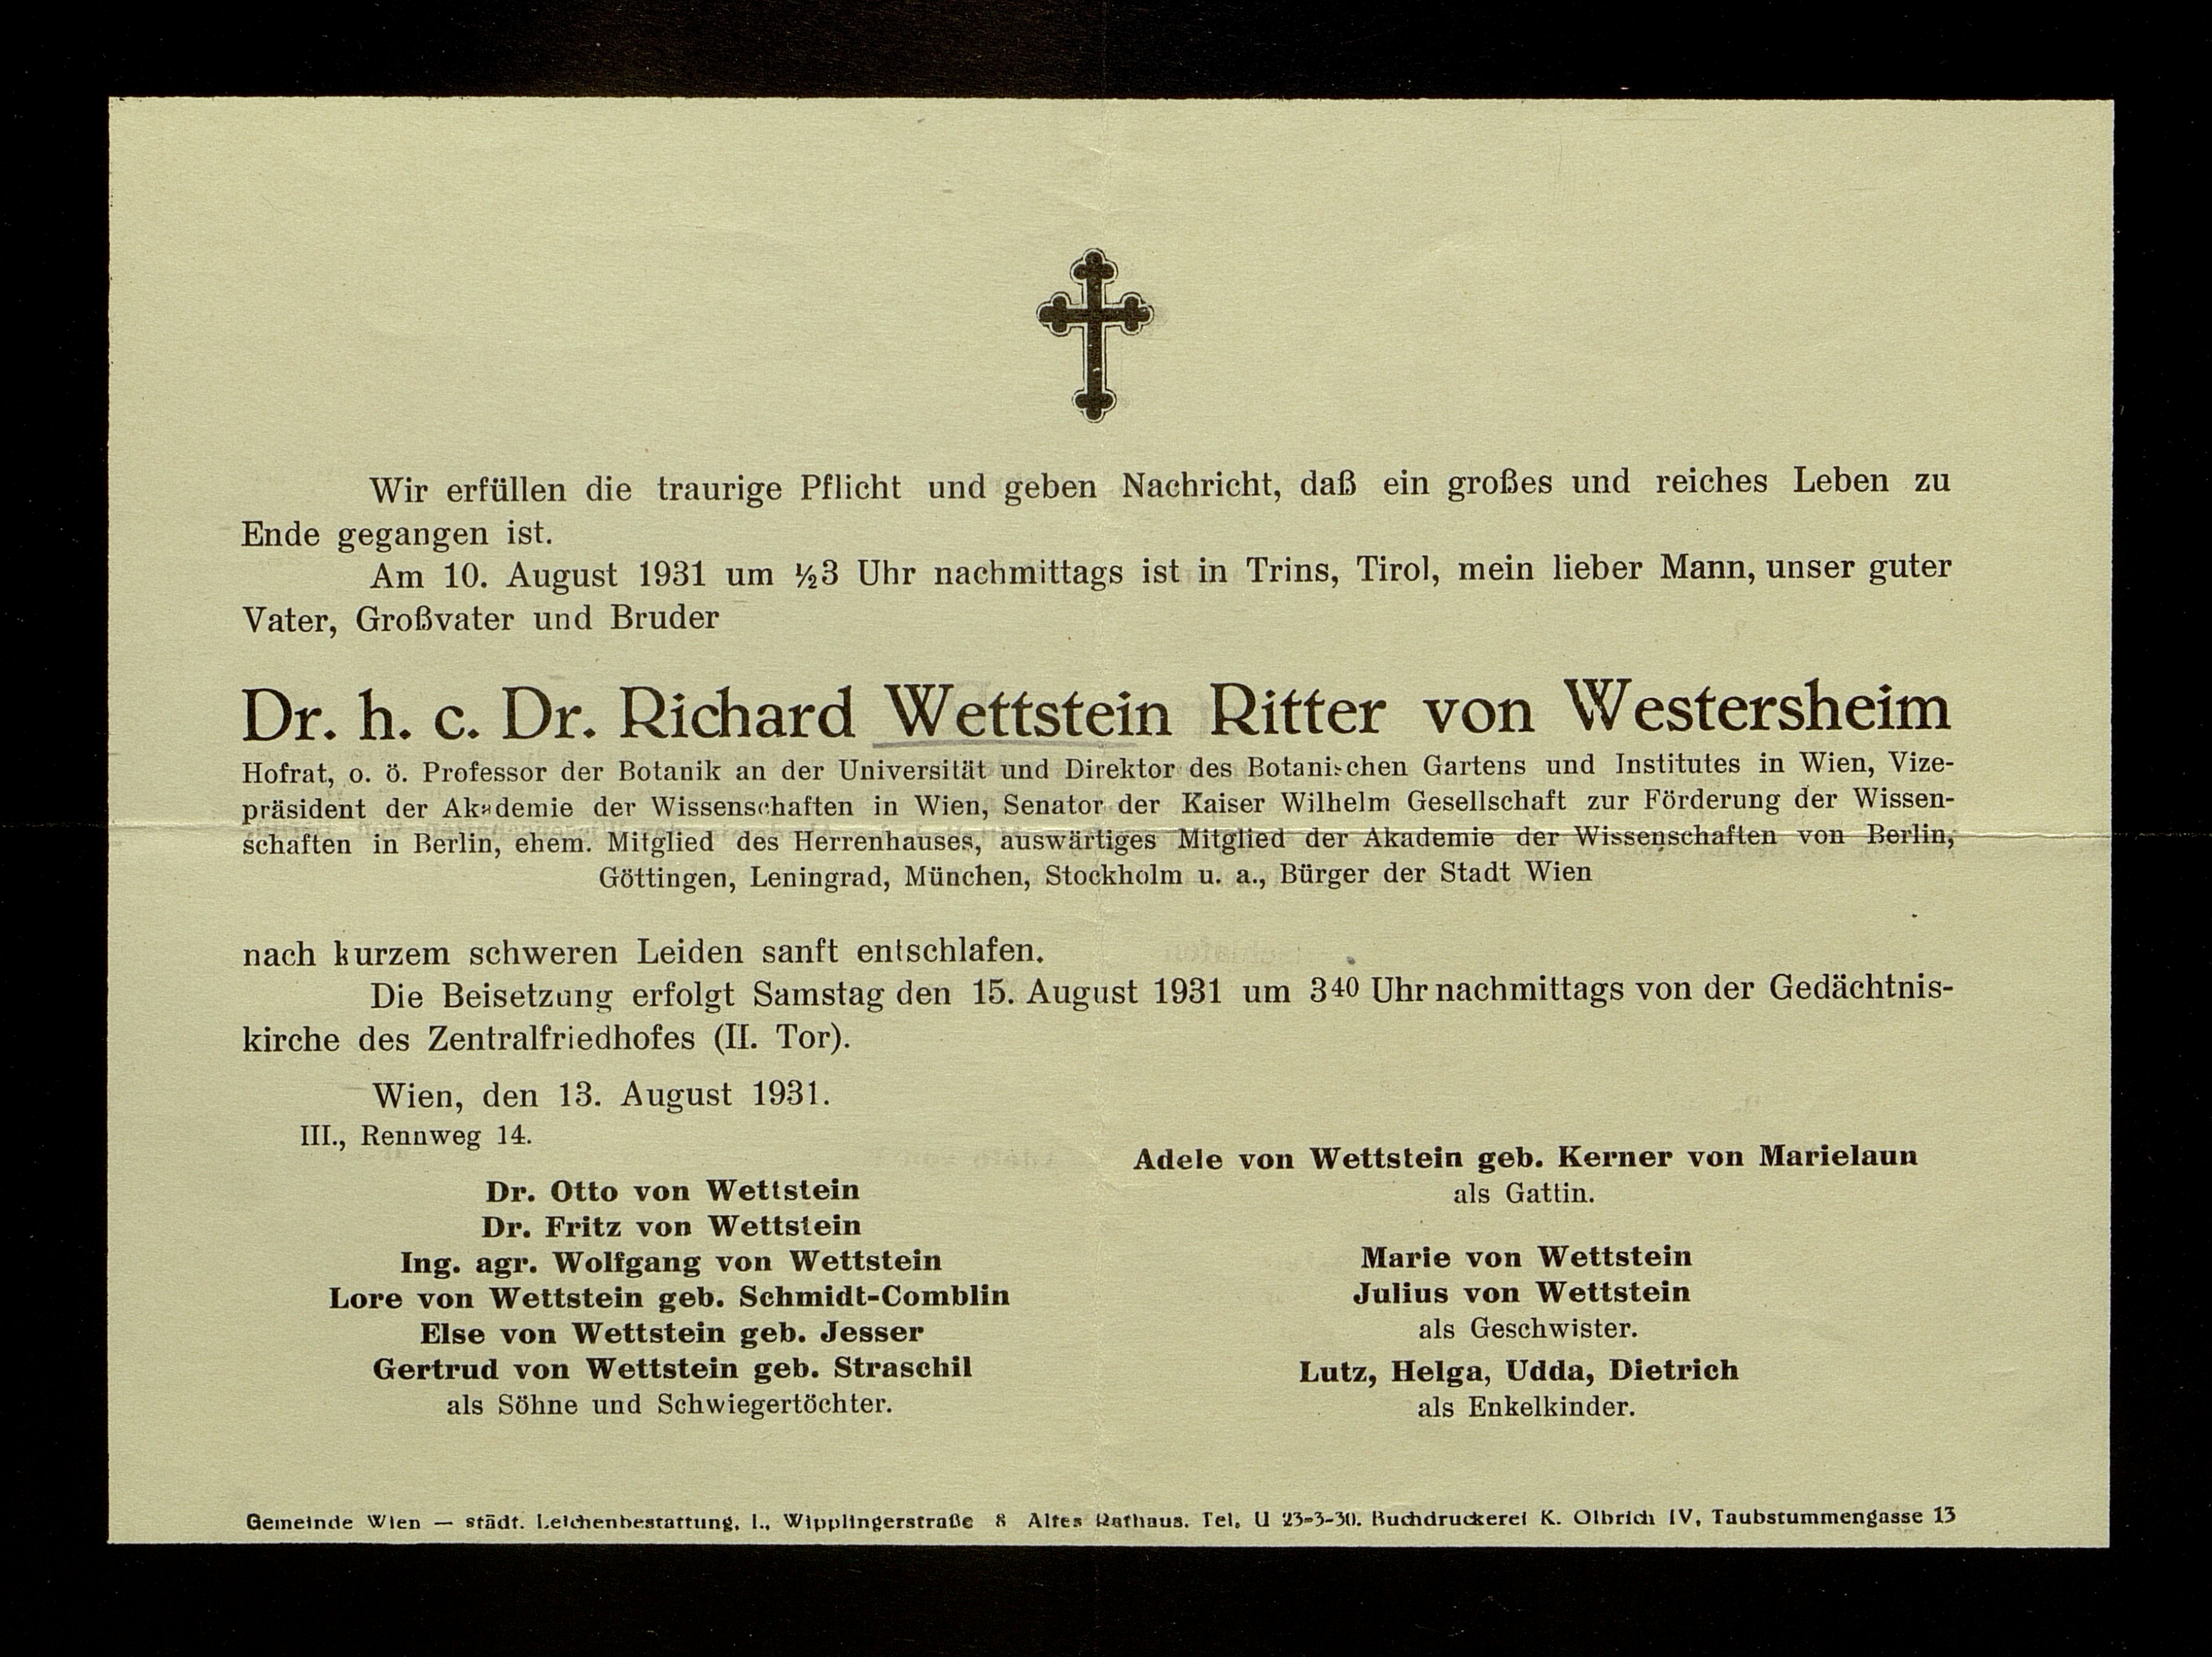 Wir erfüllen die traurige Pflicht und geben Nachricht, daß ein großes und reiches Leben zu
Ende gegangen ist.
Am 10. August 1931 um ½3 Uhr nachmittags ist in Trins, Tirol, mein lieber Mann, unser guter
Vater, Großvater und Bruder
Dr. h. c. Dr. Richard Wettstein Ritter von Westersheim
Hofrat, o. ö. Professor der Botanik an der Universität und Direktor des Botanischen Gartens und Institutes in Wien, Vize-
präsident der Akademie der Wissenschaften in Wien, Senator der Kaiser Wilhelm Gesellschaft zur Förderung der Wissen-
schaften in Berlin, ehem. Mitglied des Herrenhauses, auswärtiges Mitglied der Akademie der Wissenschaften von Berlin,
Göttingen, Leningrad, München, Stockholm u. a., Bürger der Stadt Wien
nach kurzem schweren Leiden sanft entschlafen.
Die Beisetzung erfolgt Samstag den 15. August 1931 um 3⁴⁰ Uhr nachmittags von der Gedächtnis-
kirche des Zentralfriedhofes (II. Tor).
Wien, den 13. August 1931.
III., Rennweg 14.
Dr. Otto von Wettstein
Dr. Fritz von Wettstein
Ing. agr. Wolfgang von Wettstein
Lore von Wettstein geb. Schmidt-Comblin
Else von Wettstein geb. Jesser
Gertrud von Wettstein geb. Straschil
als Söhne und Schwiegertöchter.
Adele von Wettstein geb. Kerner von Marielaun
als Gattin.
Marie von Wettstein
Julius von Wettstein
als Geschwister.
Lutz, Helga, Udda, Dietrich
als Enkelkinder.
Gemeinde Wien — städt. Leichenbestattung, I., Wipplingerstraße 8 Altes Rathaus. Tel. U 23-3-30. Buchdruckerei K. Olbrich IV, Taubstummengasse 13